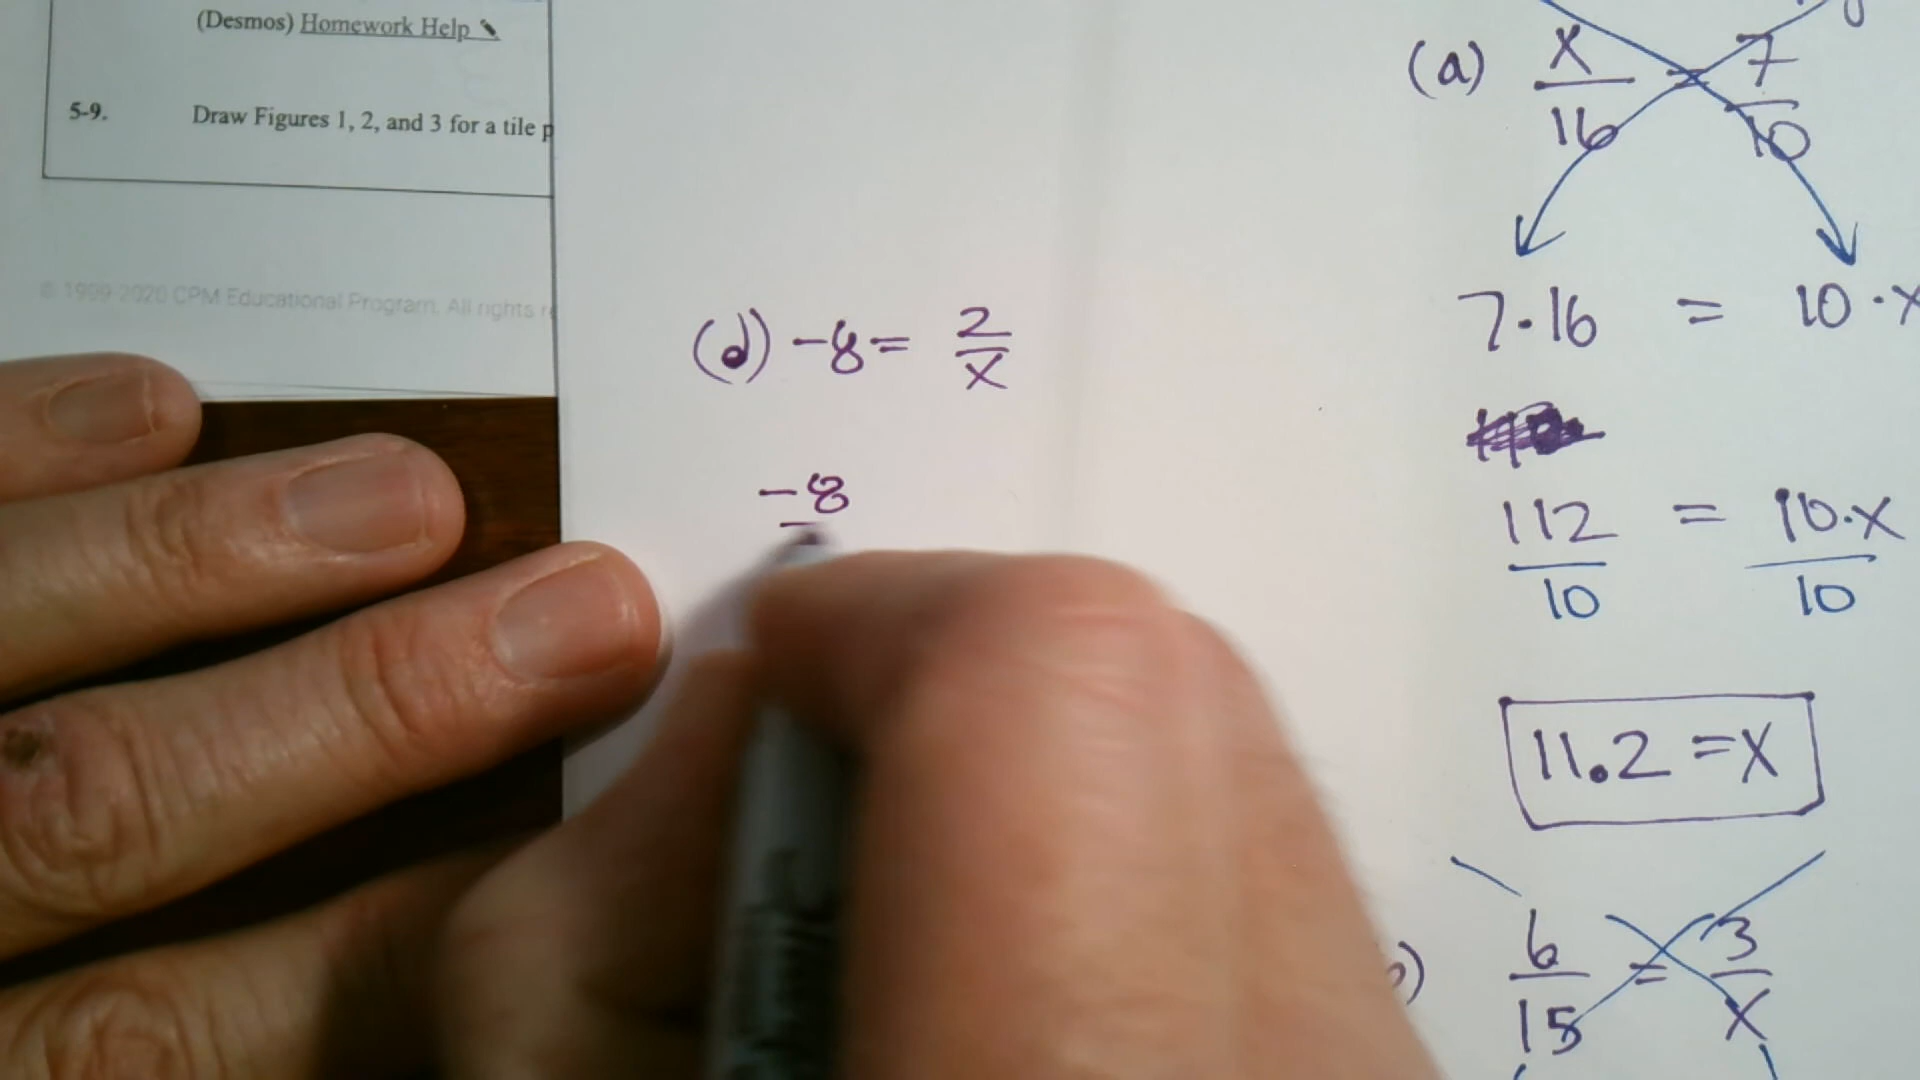 (Desmos) Homework Help
5-9. Draw Figures 1, 2, and 3 for a tile p
© 1999-2020 CPM Educational Program. All rights re
(d) -8 = 2/x
-8
(a) x/16 = 7/10
7·16 = 10·x
112/10 = 10·x/10
11.2 = x
6/15 = 3/x